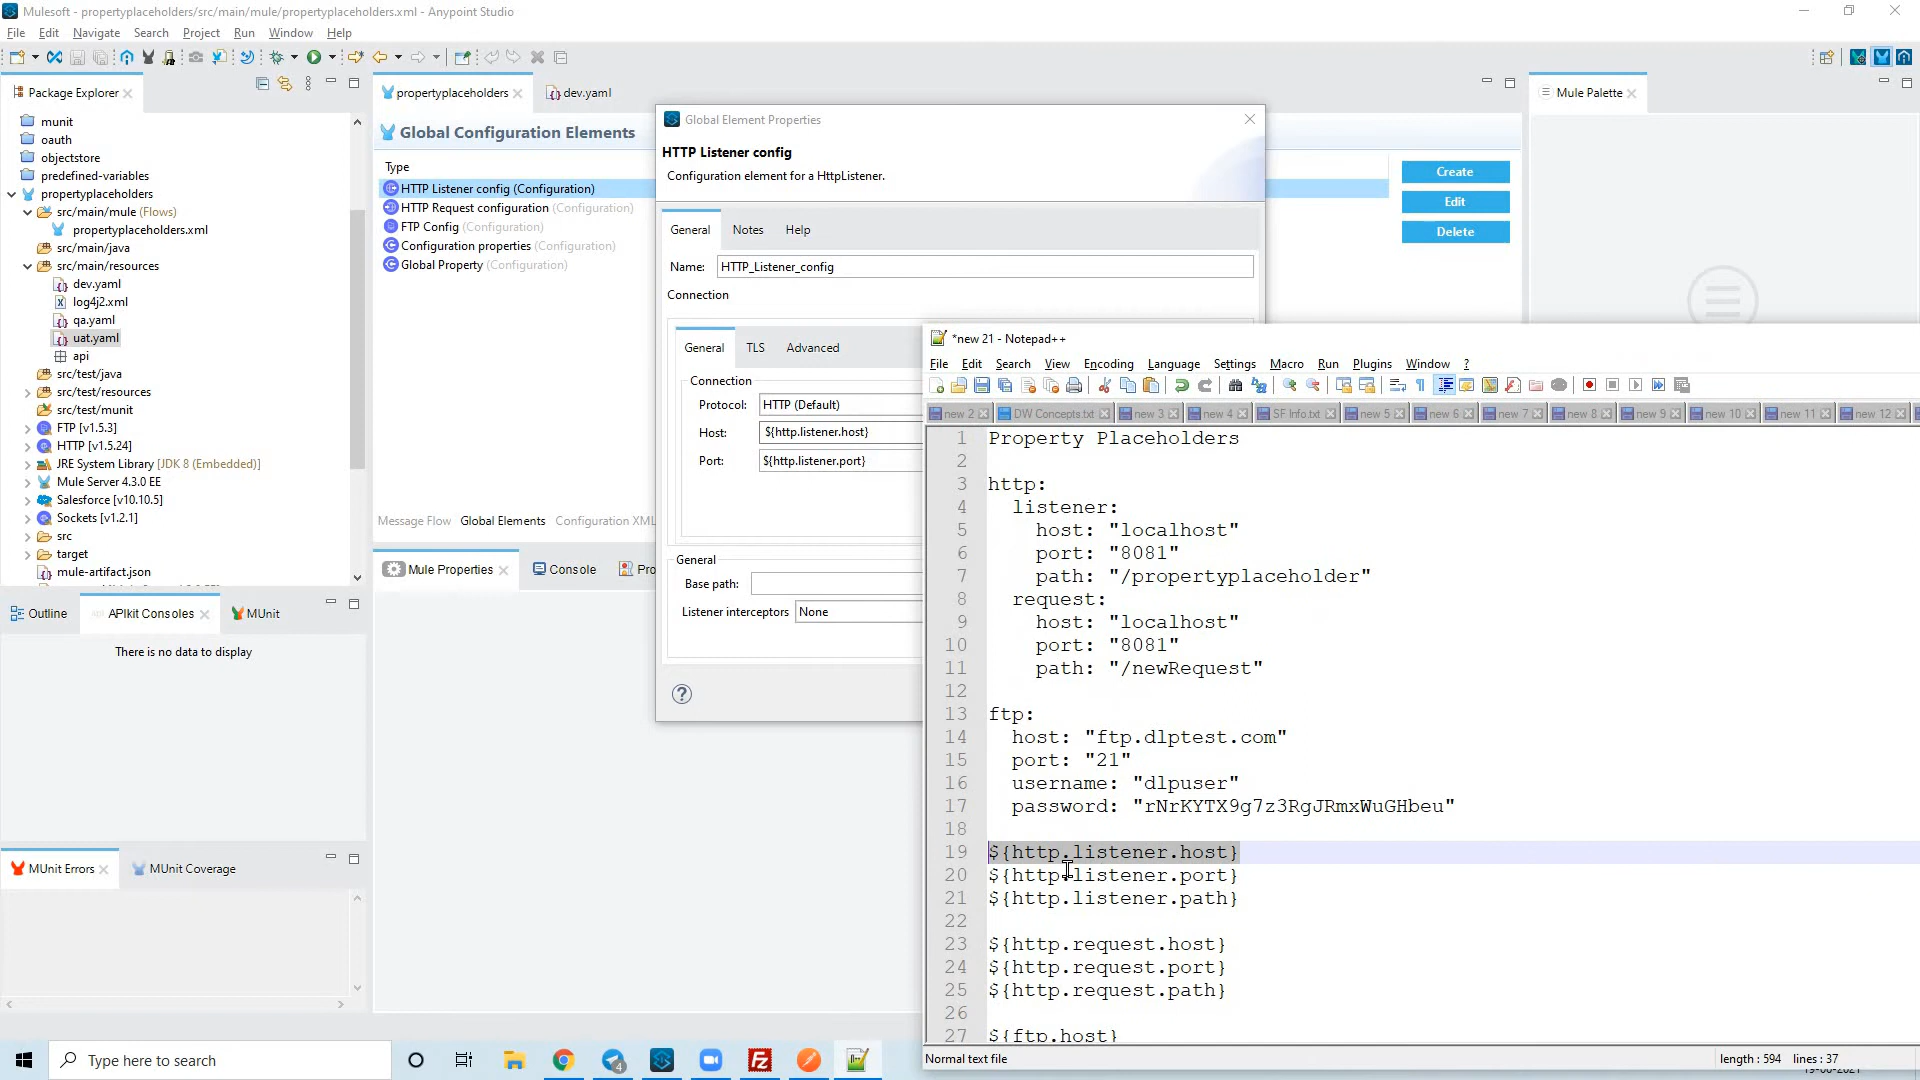 Mulesoft - propertyplaceholders/src/main/mule/propertyplaceholders.xml - Anypoint Studio
File Edit Navigate Search Project Run Window Help
Package Explorer
munit
oauth
objectstore
predefined-variables
propertyplaceholders
src/main/mule (Flows)
propertyplaceholders.xml
src/main/java
src/main/resources
dev.yaml
log4j2.xml
qa.yaml
uat.yaml
api
src/test/java
src/test/resources
src/test/munit
FTP [v1.5.3]
HTTP [v1.5.24]
JRE System Library [JDK 8 (Embedded)]
Mule Server 4.3.0 EE
Salesforce [v10.10.5]
Sockets [v1.2.1]
src
target
mule-artifact.json
Outline APIkit Consoles MUnit
There is no data to display
MUnit Errors MUnit Coverage
propertyplaceholders dev.yaml
Global Configuration Elements
Type
HTTP Listener config (Configuration)
HTTP Request configuration (Configuration)
FTP Config (Configuration)
Configuration properties (Configuration)
Global Property (Configuration)
Create
Edit
Delete
Message Flow Global Elements Configuration XML
Mule Properties Console Pro
Mule Palette
Global Element Properties
HTTP Listener config
Configuration element for a HttpListener.
General Notes Help
Name: HTTP_Listener_config
Connection
General TLS Advanced
Connection
Protocol: HTTP (Default)
Host: ${http.listener.host}
Port: ${http.listener.port}
General
Base path:
Listener interceptors None
*new 21 - Notepad++
File Edit Search View Encoding Language Settings Macro Run Plugins Window ?
new 2 DW Concepts.txt new 3 new 4 SF Info.txt new 5 new 6 new 7 new 8 new 9 new 10 new 11 new 12
1 Property Placeholders
2
3 http:
4 listener:
5 host: "localhost"
6 port: "8081"
7 path: "/propertyplaceholder"
8 request:
9 host: "localhost"
10 port: "8081"
11 path: "/newRequest"
12
13 ftp:
14 host: "ftp.dlptest.com"
15 port: "21"
16 username: "dlpuser"
17 password: "rNrKYTX9g7z3RgJRmxWuGHbeu"
18
19 ${http.listener.host}
20 ${http.listener.port}
21 ${http.listener.path}
22
23 ${http.request.host}
24 ${http.request.port}
25 ${http.request.path}
26
27 ${ftp.host}
Normal text file length : 594 lines : 37
Type here to search